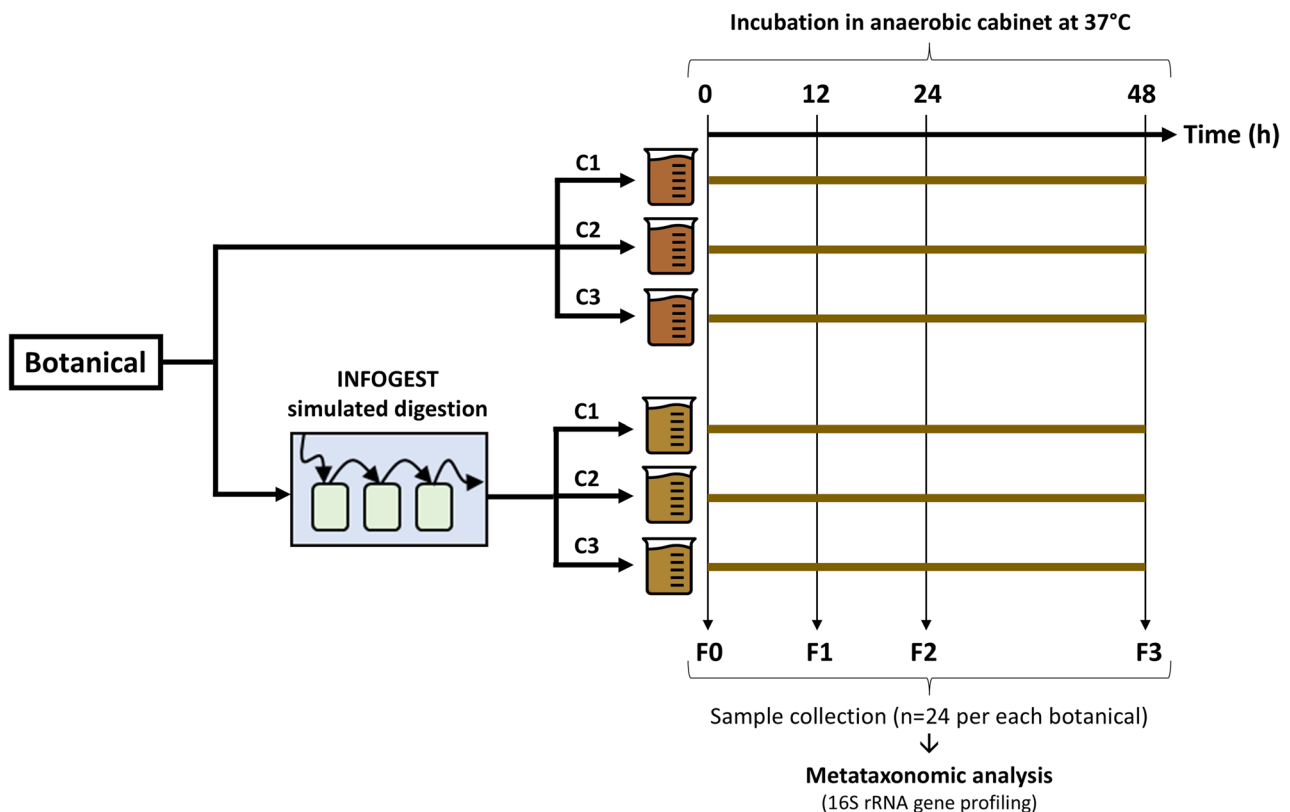 Incubation in anaerobic cabinet at 37°C
0 12 24 48
Time (h)
C1
C2
C3
Botanical
INFOGEST
simulated digestion
C1
C2
C3
F0 F1 F2 F3
Sample collection (n=24 per each botanical)
Metataxonomic analysis
(16S rRNA gene profiling)